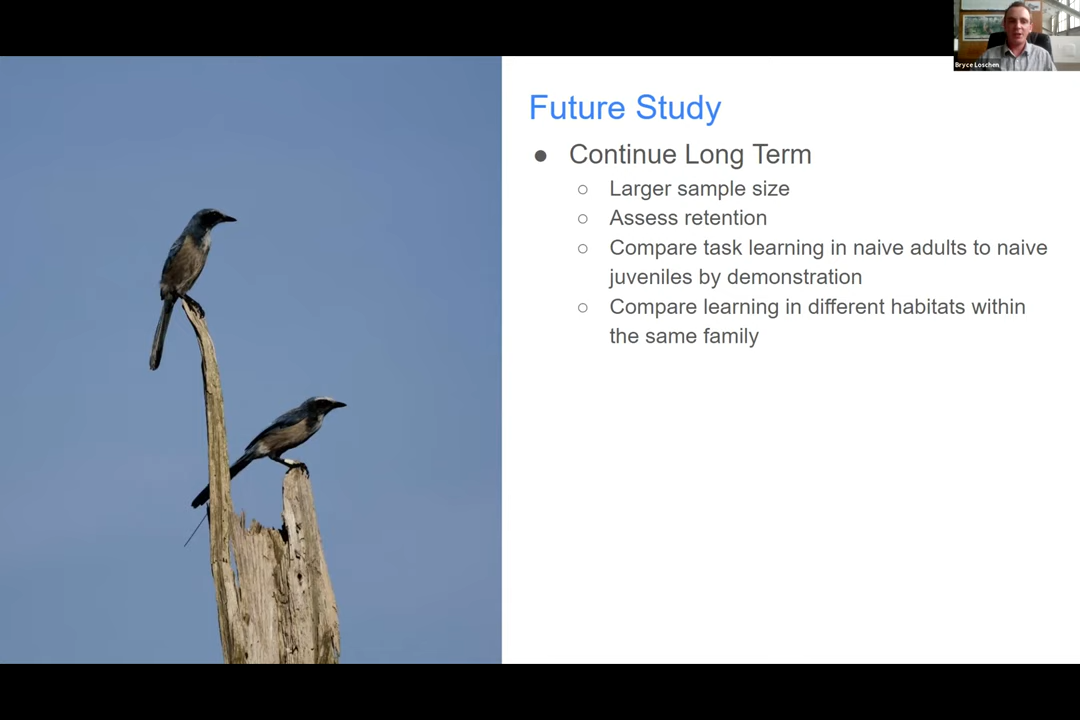 Bryce Loschen
Future Study
● Continue Long Term
○ Larger sample size
○ Assess retention
○ Compare task learning in naive adults to naive
juveniles by demonstration
○ Compare learning in different habitats within
the same family